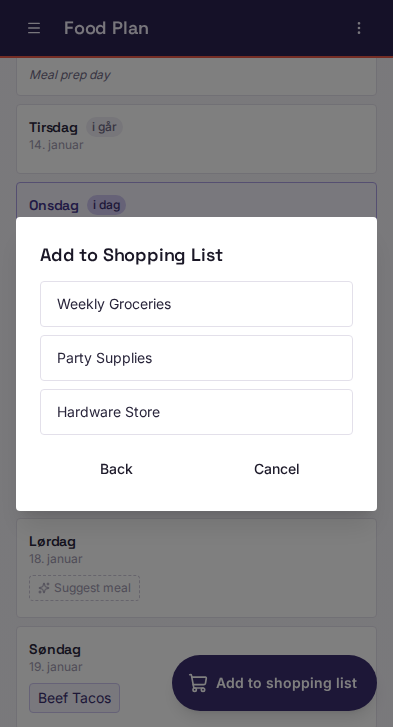 Food Plan
Meal prep day
Tirsdag i går
14. januar
Onsdag i dag
Add to Shopping List
Weekly Groceries
Party Supplies
Hardware Store
Back Cancel
Lørdag
18. januar
Suggest meal
Søndag
19. januar
Beef Tacos
Add to shopping list